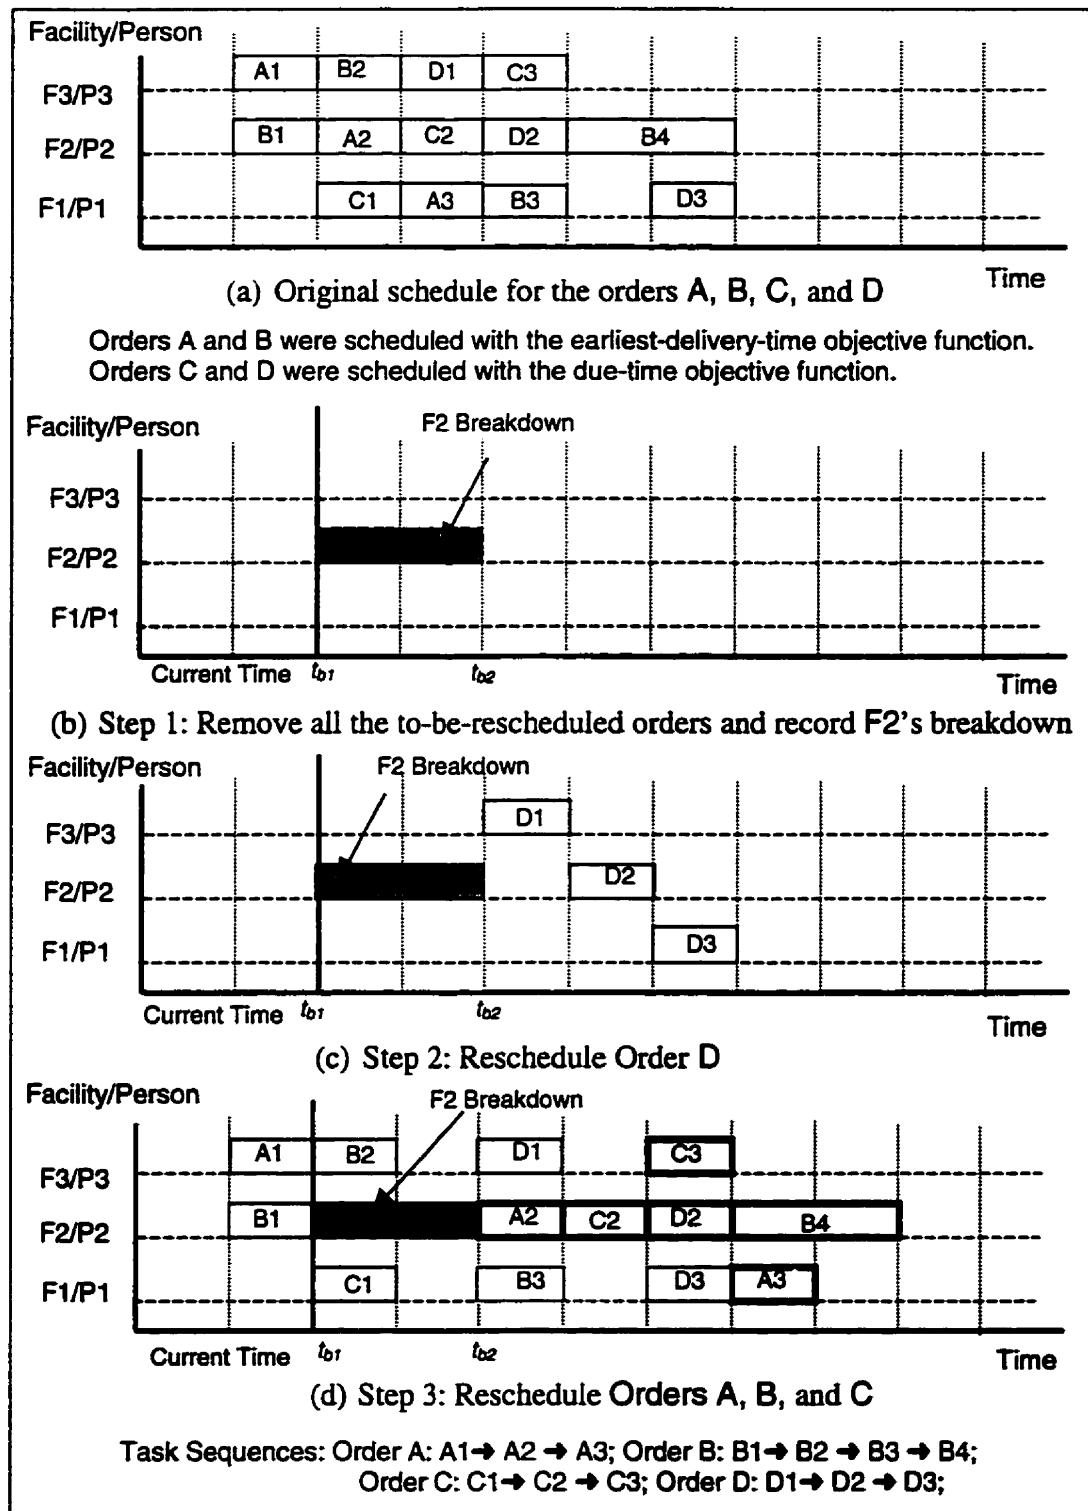 Facility/Person
F3/P3 A1 B2 D1 C3
F2/P2 B1 A2 C2 D2 B4
F1/P1 C1 A3 B3 D3
Time
(a) Original schedule for the orders A, B, C, and D
Orders A and B were scheduled with the earliest-delivery-time objective function.
Orders C and D were scheduled with the due-time objective function.
Facility/Person
F2 Breakdown
F3/P3
F2/P2
F1/P1
Current Time tb1 tb2
Time
(b) Step 1: Remove all the to-be-rescheduled orders and record F2's breakdown
Facility/Person
F2 Breakdown
F3/P3 D1
F2/P2 D2
F1/P1 D3
Current Time tb1 tb2
Time
(c) Step 2: Reschedule Order D
Facility/Person
F2 Breakdown
F3/P3 A1 B2 D1 C3
F2/P2 B1 A2 C2 D2 B4
F1/P1 C1 B3 D3 A3
Current Time tb1 tb2
Time
(d) Step 3: Reschedule Orders A, B, and C
Task Sequences: Order A: A1➔ A2 ➔ A3; Order B: B1➔ B2 ➔ B3 ➔ B4;
Order C: C1➔ C2 ➔ C3; Order D: D1➔ D2 ➔ D3;